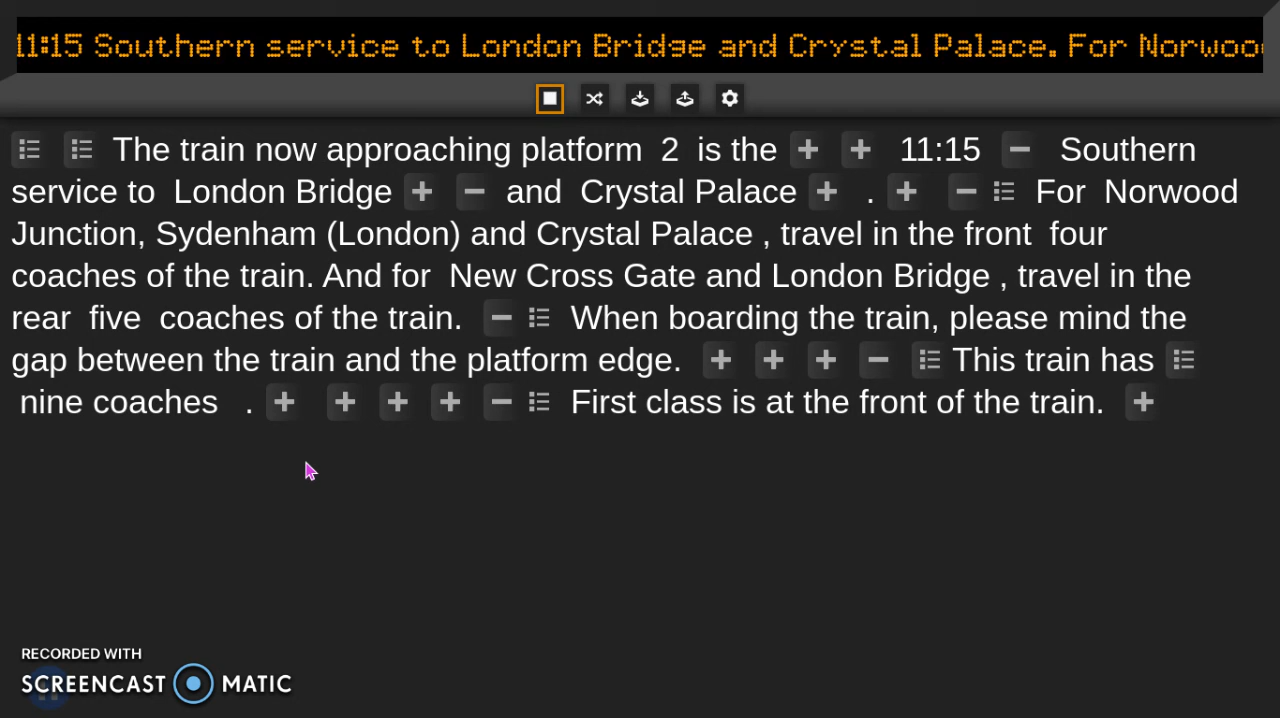 11:15 Southern service to London Bridge and Crystal Palace. For Norwoo
The train now approaching platform 2 is the 11:15 Southern
service to London Bridge and Crystal Palace . For Norwood
Junction, Sydenham (London) and Crystal Palace , travel in the front four
coaches of the train. And for New Cross Gate and London Bridge , travel in the
rear five coaches of the train. When boarding the train, please mind the
gap between the train and the platform edge. This train has
nine coaches . First class is at the front of the train.
RECORDED WITH
SCREENCAST MATIC